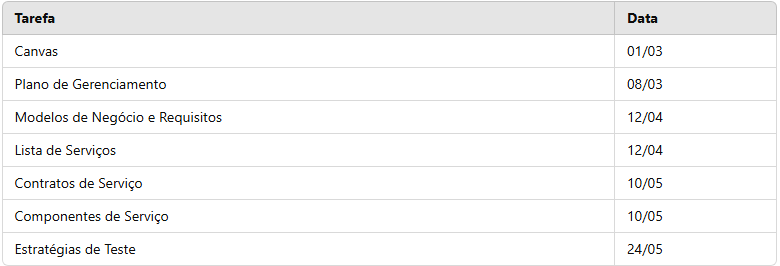 Tarefa Data
Canvas 01/03
Plano de Gerenciamento 08/03
Modelos de Negócio e Requisitos 12/04
Lista de Serviços 12/04
Contratos de Serviço 10/05
Componentes de Serviço 10/05
Estratégias de Teste 24/05